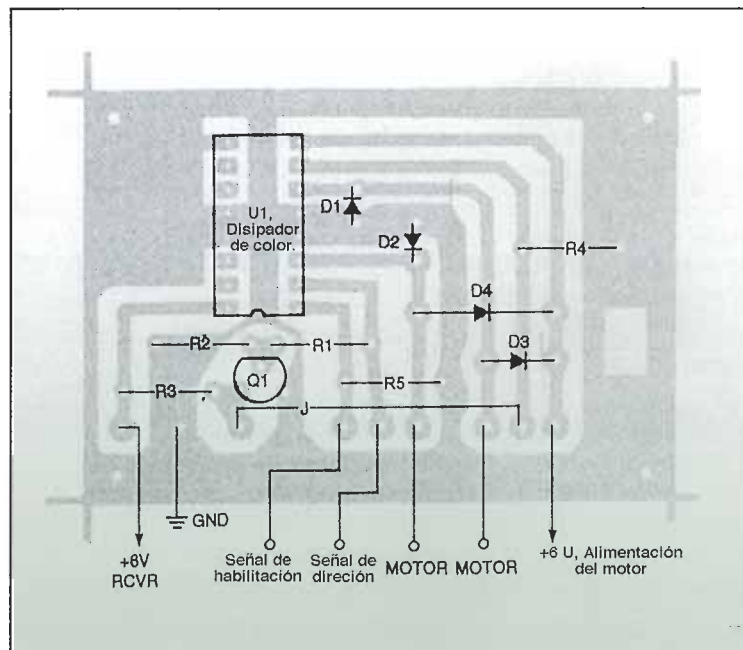 U1,
Disipador
de color.
D1
D2
R4
D4
D3
R2
R1
Q1
R5
R3
J
GND
+6V
RCVR
Señal de
habilitación
Señal de
direción
MOTOR
MOTOR
+6 U, Alimentación
del motor